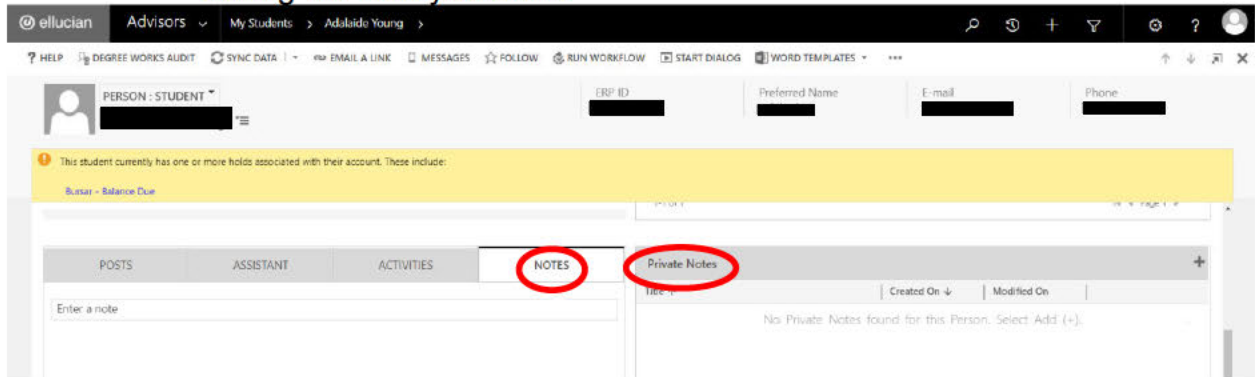 ellucian Advisors My Students > Adalaide Young >
? HELP DEGREE WORKS AUDIT SYNC DATA EMAIL A LINK MESSAGES FOLLOW RUN WORKFLOW START DIALOG WORD TEMPLATES ...
PERSON : STUDENT ERP ID Preferred Name E-mail Phone
This student currently has one or more holds associated with their account. These include:
Bursar - Balance Due
Page 1
POSTS ASSISTANT ACTIVITIES NOTES Private Notes +
Created On ↓ Modified On
Enter a note
No Private Notes found for this Person. Select Add (+).